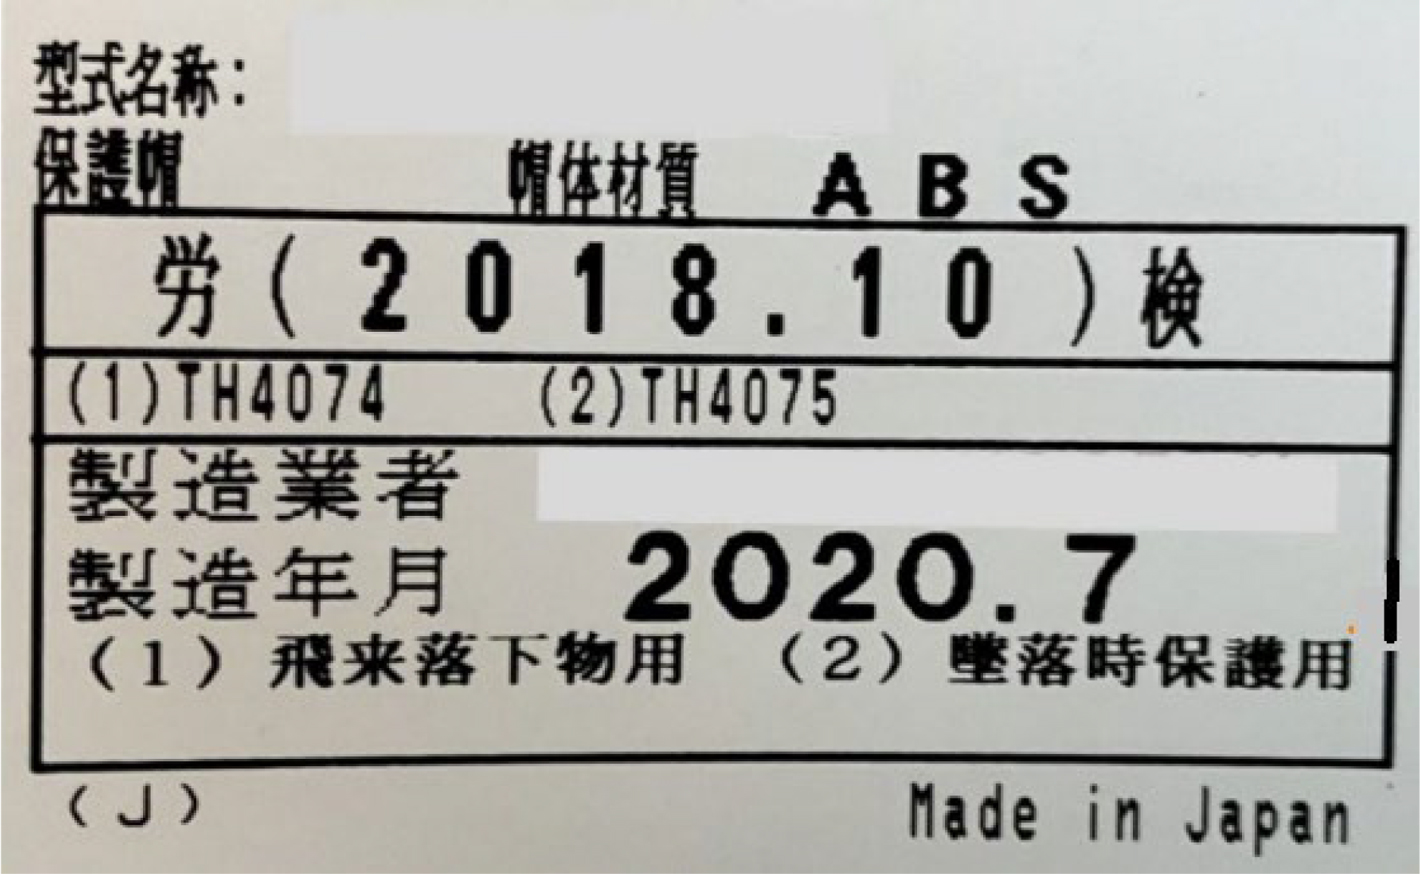 型式名称:
保護帽 帽体材質 ABS
労(2018.10)検
(1)TH4074 (2)TH4075
製造業者
製造年月 2020.7
(1)飛来落下物用 (2)墜落時保護用
(J) Made in Japan